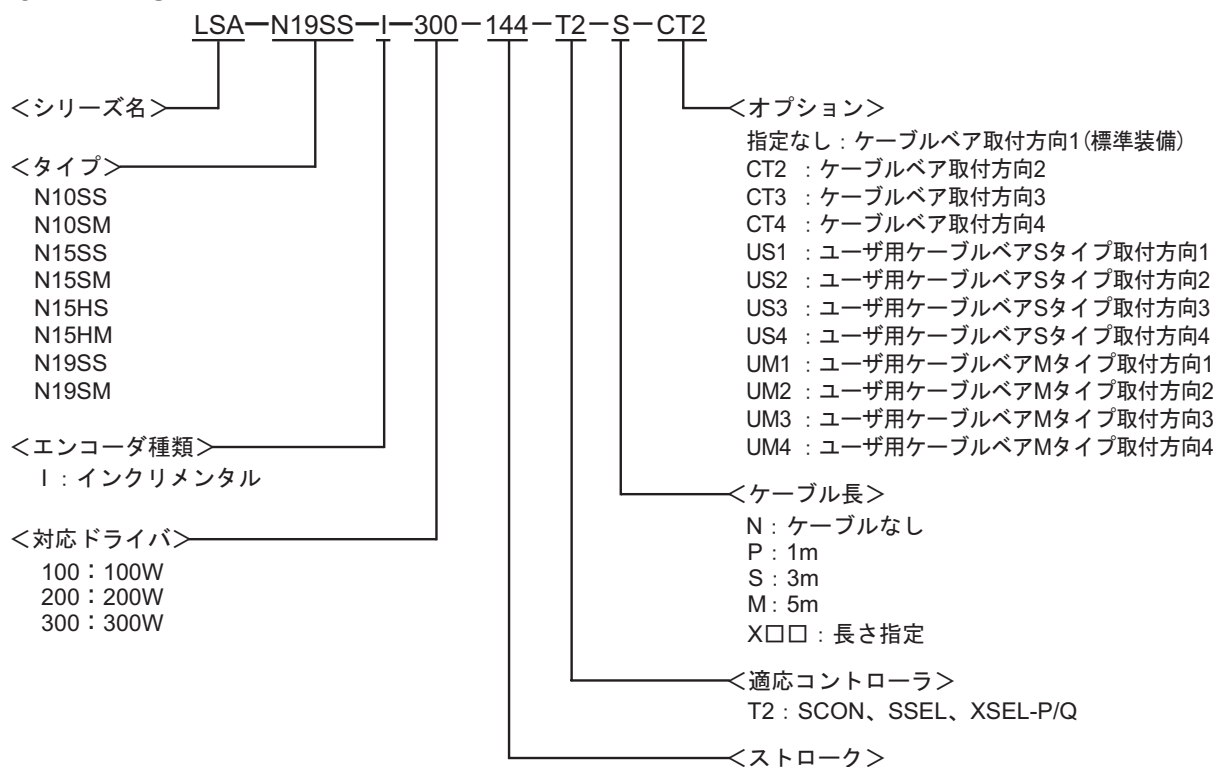 LSA－N19SS－I－300－144－T2－S－CT2
＜シリーズ名＞
＜タイプ＞
N10SS
N10SM
N15SS
N15SM
N15HS
N15HM
N19SS
N19SM
＜エンコーダ種類＞
I：インクリメンタル
＜対応ドライバ＞
100：100W
200：200W
300：300W
＜オプション＞
指定なし：ケーブルベア取付方向1（標準装備）
CT2 ：ケーブルベア取付方向2
CT3 ：ケーブルベア取付方向3
CT4 ：ケーブルベア取付方向4
US1 ：ユーザ用ケーブルベアSタイプ取付方向1
US2 ：ユーザ用ケーブルベアSタイプ取付方向2
US3 ：ユーザ用ケーブルベアSタイプ取付方向3
US4 ：ユーザ用ケーブルベアSタイプ取付方向4
UM1 ：ユーザ用ケーブルベアMタイプ取付方向1
UM2 ：ユーザ用ケーブルベアMタイプ取付方向2
UM3 ：ユーザ用ケーブルベアMタイプ取付方向3
UM4 ：ユーザ用ケーブルベアMタイプ取付方向4
＜ケーブル長＞
N：ケーブルなし
P：1m
S：3m
M：5m
X□□：長さ指定
＜適応コントローラ＞
T2：SCON、SSEL、XSEL-P/Q
＜ストローク＞